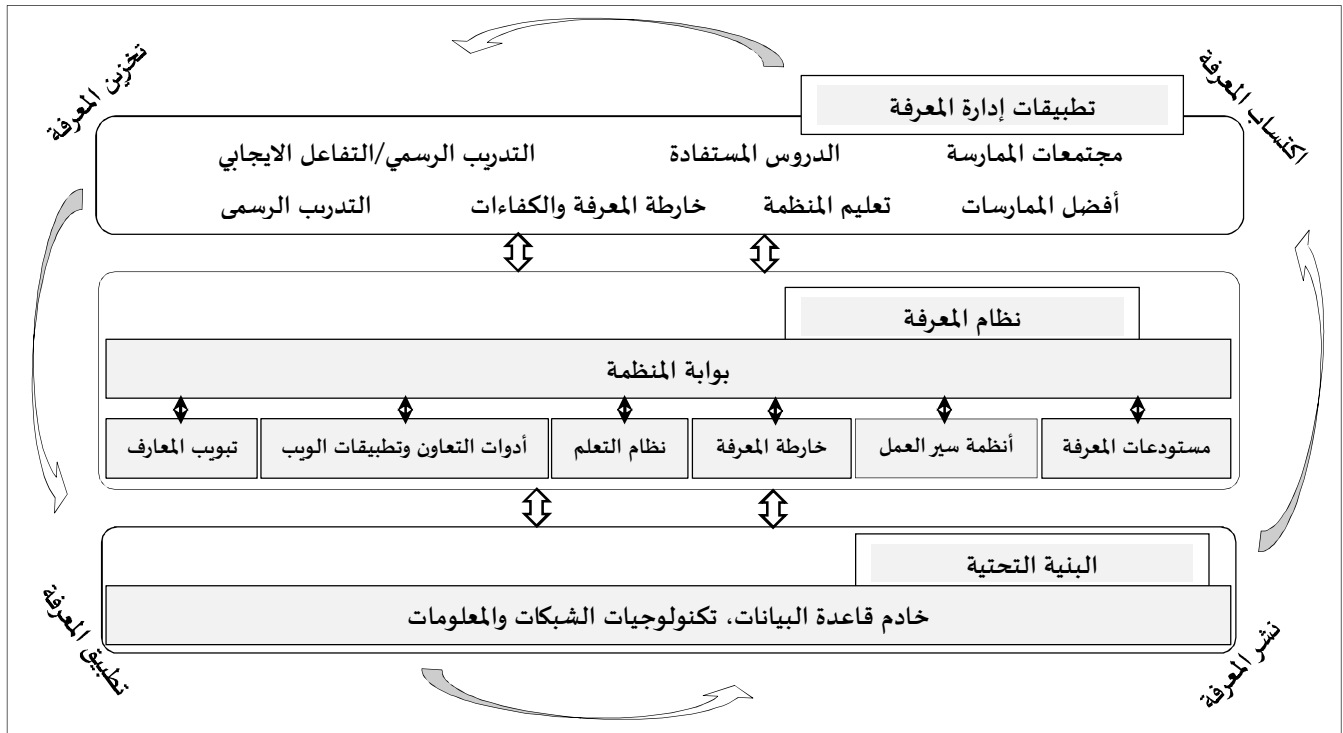 اكتساب المعرفة
تخزين المعرفة
تطبيقات إدارة المعرفة
مجتمعات الممارسة الدروس المستفادة التدريب الرسمي/التفاعل الايجابي
أفضل الممارسات تعليم المنظمة خارطة المعرفة والكفاءات التدريب الرسمي
نظام المعرفة
بوابة المنظمة
مستودعات المعرفة أنظمة سير العمل خارطة المعرفة نظام التعلم أدوات التعاون وتطبيقات الويب تبويب المعارف
البنية التحتية
خادم قاعدة البيانات، تكنولوجيات الشبكات والمعلومات
نشر المعرفة
تطبيق المعرفة